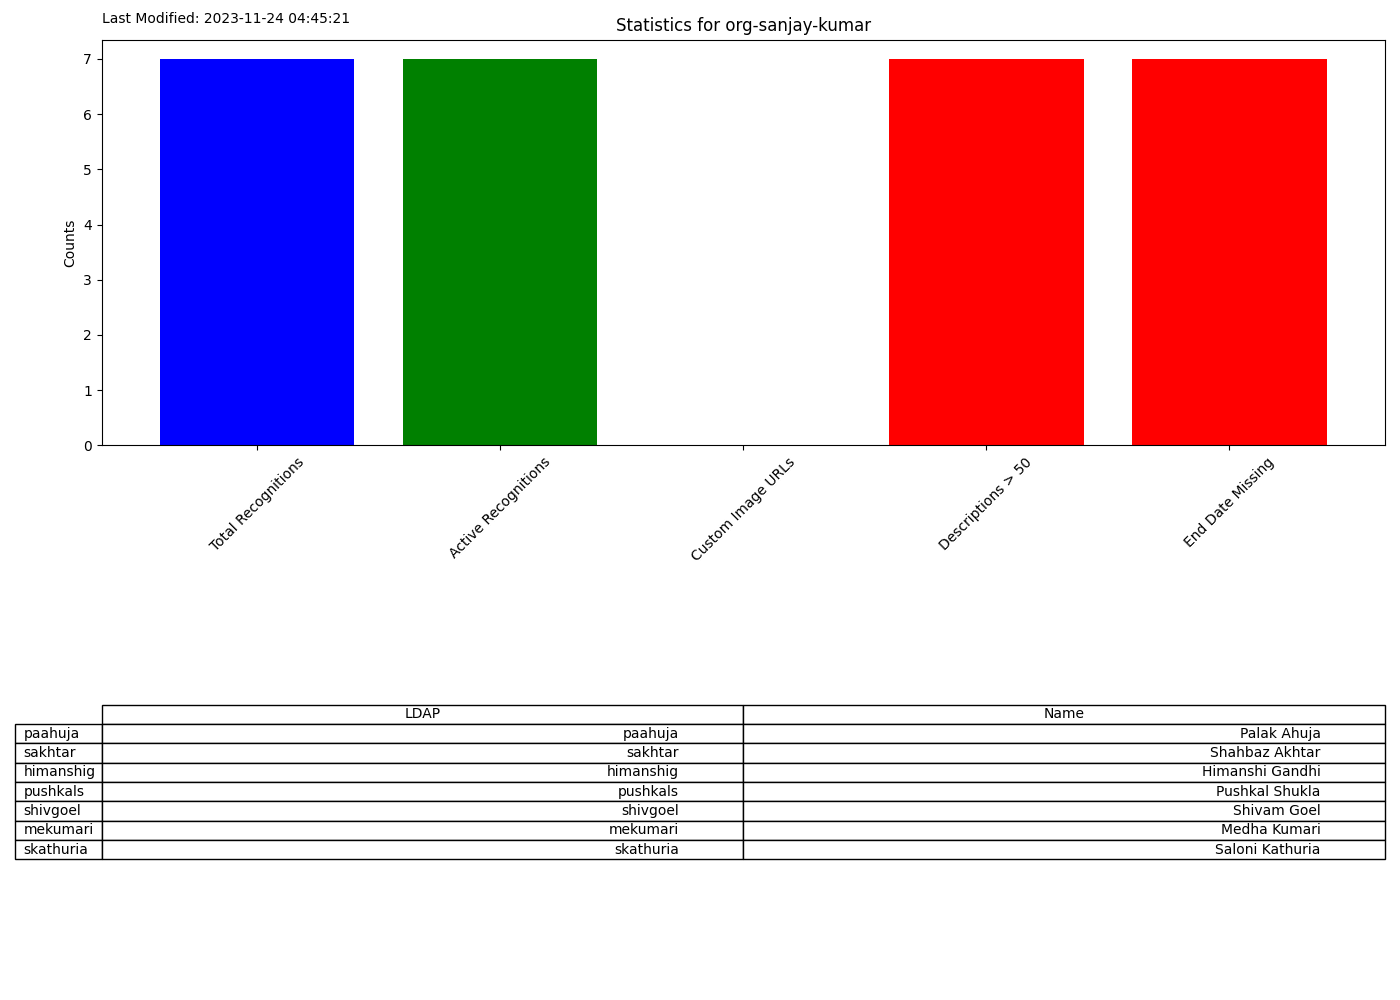 Last Modified: 2023-11-24 04:45:21
Statistics for org-sanjay-kumar
Counts
7
6
5
4
3
2
1
0
Total Recognitions
Active Recognitions
Custom Image URLs
Descriptions > 50
End Date Missing
LDAP Name
paahuja paahuja Palak Ahuja
sakhtar sakhtar Shahbaz Akhtar
himanshig himanshig Himanshi Gandhi
pushkals pushkals Pushkal Shukla
shivgoel shivgoel Shivam Goel
mekumari mekumari Medha Kumari
skathuria skathuria Saloni Kathuria